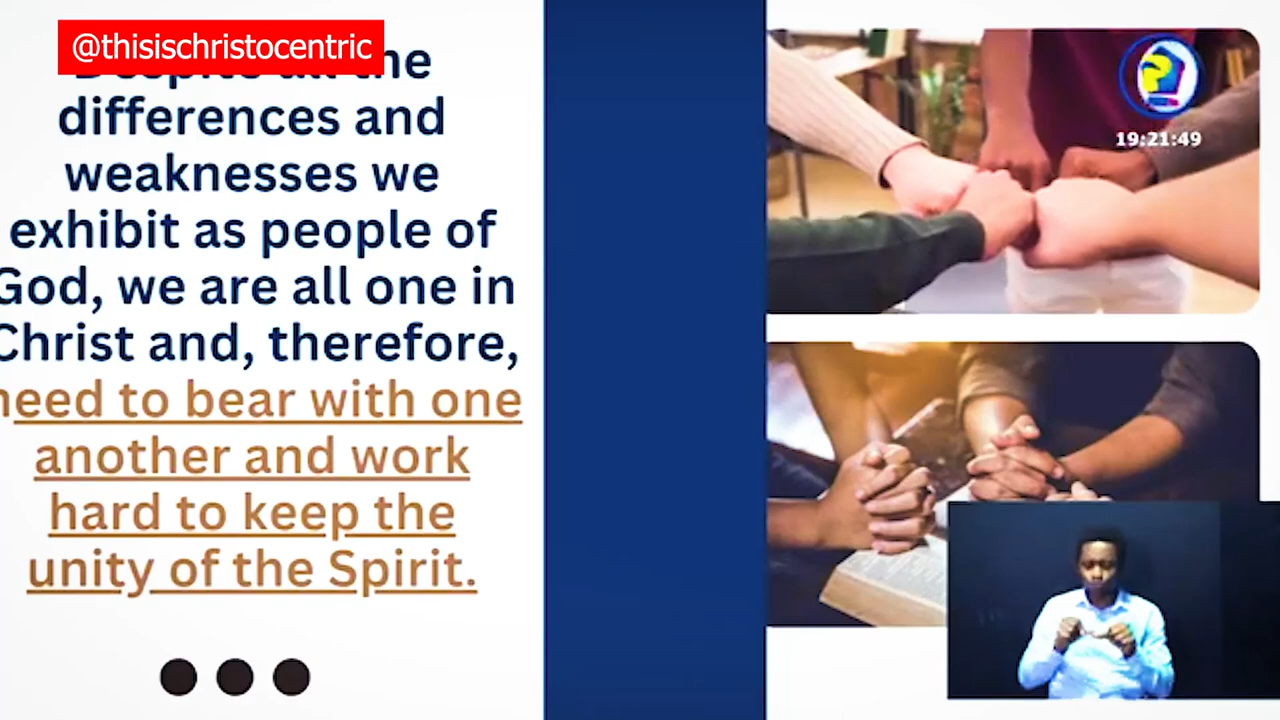 @thisischristocentric
the
differences and
weaknesses we
exhibit as people of
God, we are all one in
Christ and, therefore,
need to bear with one
another and work
hard to keep the
unity of the Spirit.
19:21:49